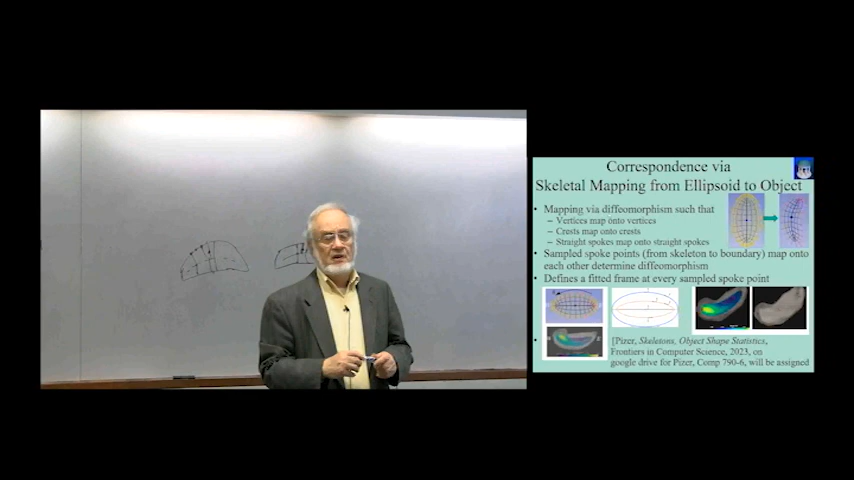 Correspondence via
Skeletal Mapping from Ellipsoid to Object
• Mapping via diffeomorphism such that
– Vertices map onto vertices
– Crests map onto crests
– Straight spokes map onto straight spokes
• Sampled spoke points (from skeleton to boundary) map onto
each other determine diffeomorphism
• Defines a fitted frame at every sampled spoke point
• [Pizer, Skeletons, Object Shape Statistics,
Frontiers in Computer Science, 2023, on
google drive for Pizer, Comp 790-6, will be assigned